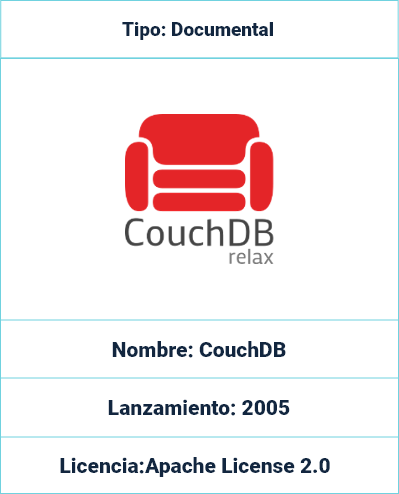 Tipo: Documental
CouchDB
relax
Nombre: CouchDB
Lanzamiento: 2005
Licencia:Apache License 2.0